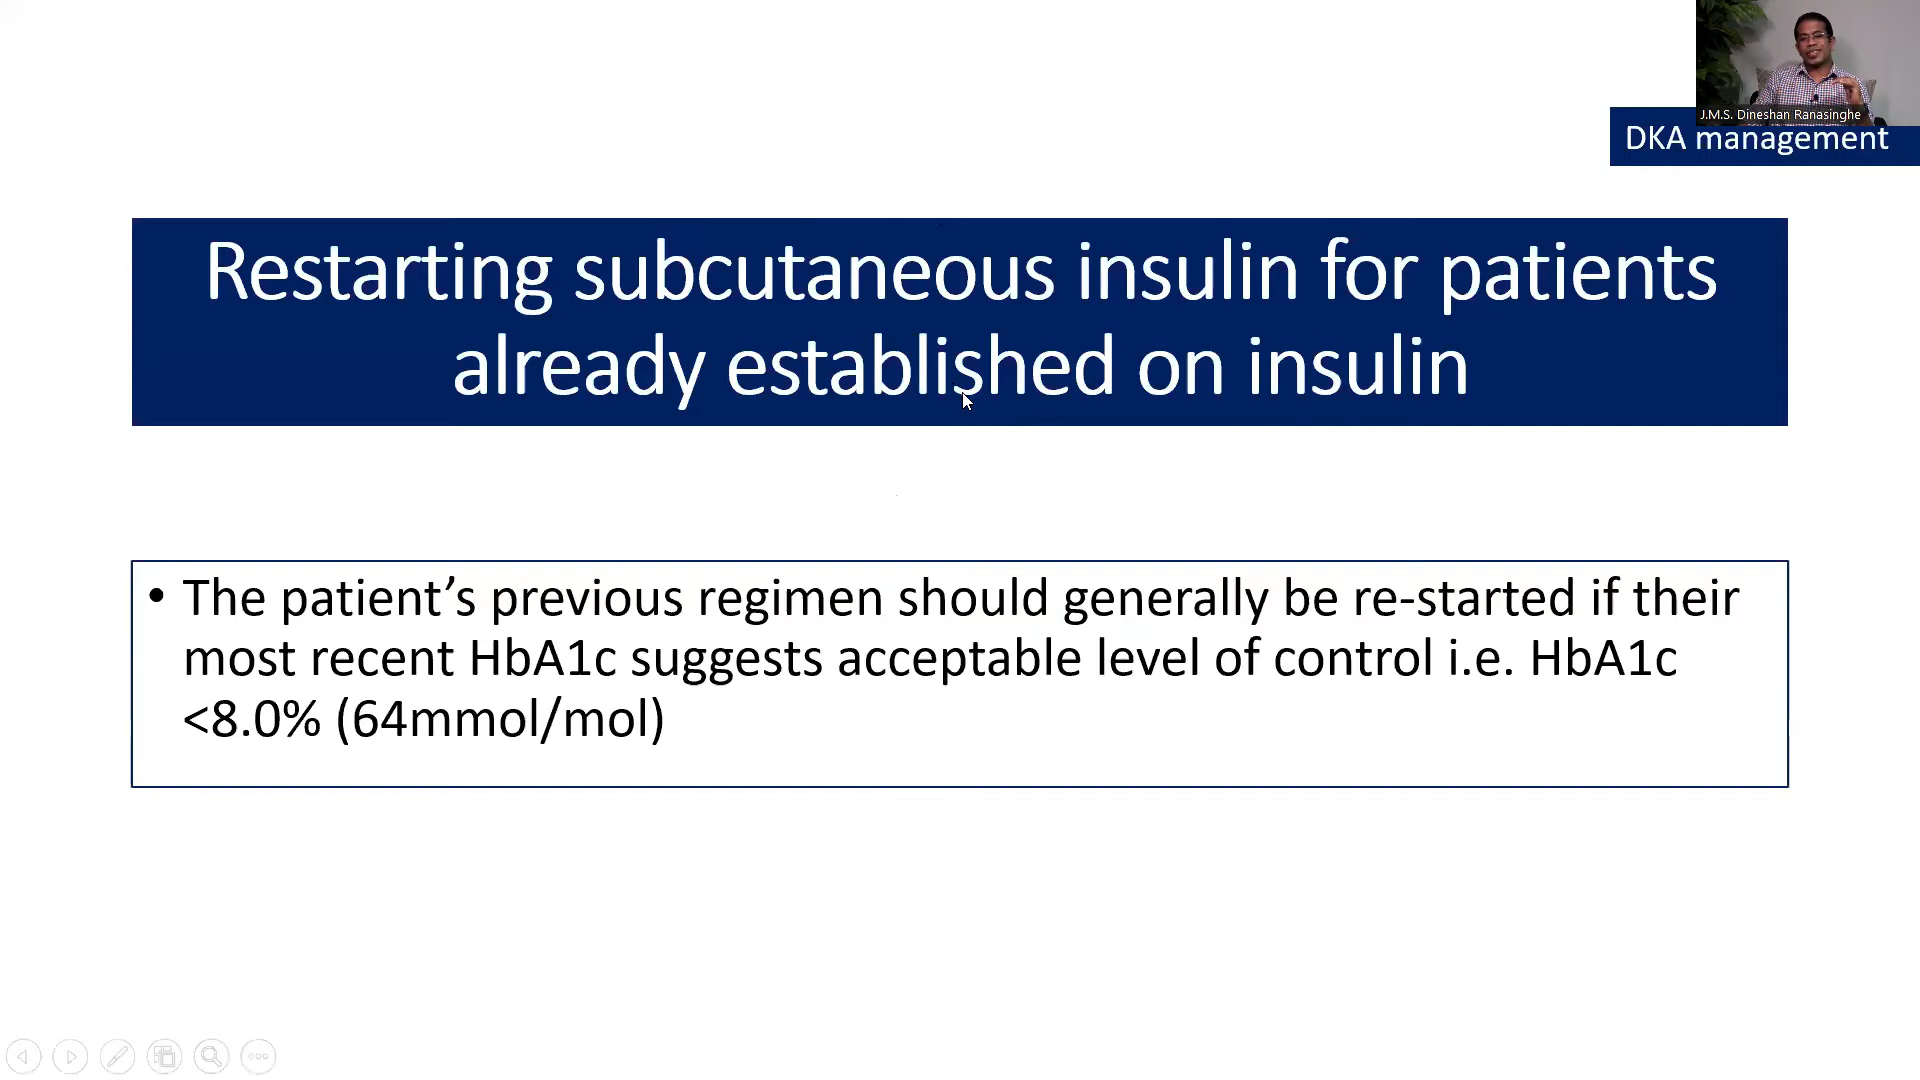 J.M.S. Dineshan Ranasinghe
DKA management
Restarting subcutaneous insulin for patients
already established on insulin
• The patient’s previous regimen should generally be re-started if their
most recent HbA1c suggests acceptable level of control i.e. HbA1c
<8.0% (64mmol/mol)